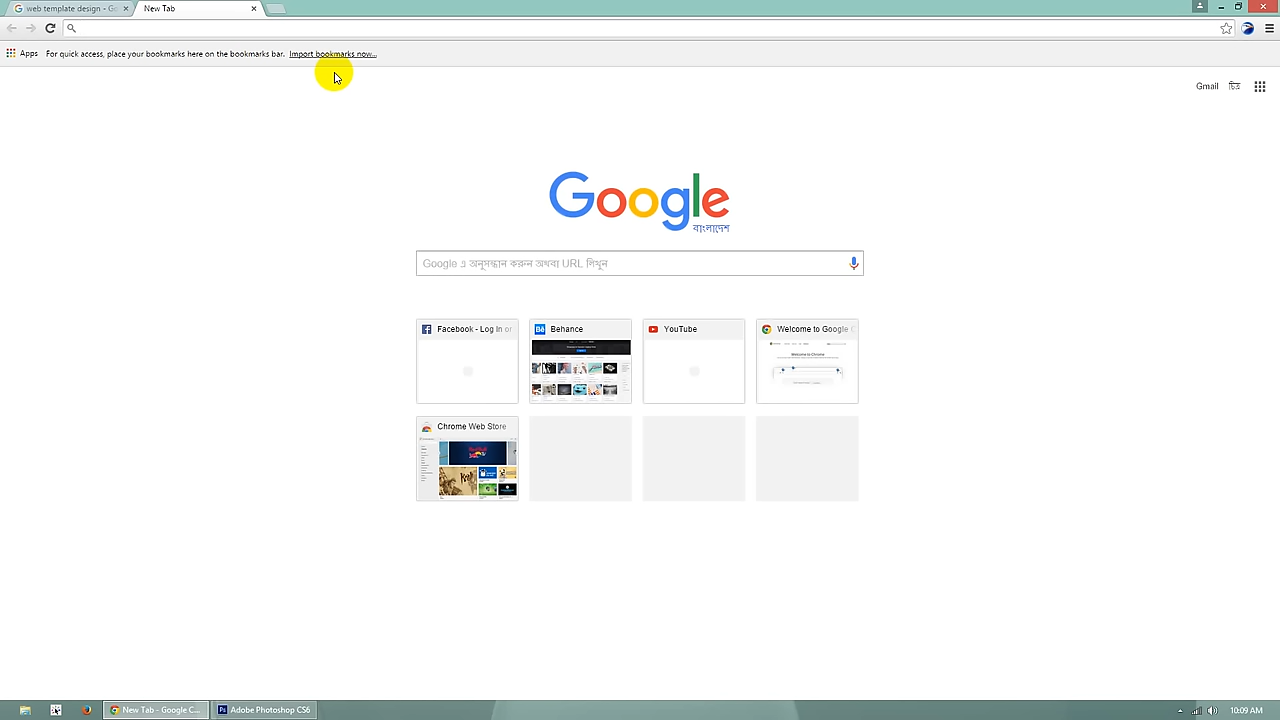 web template design - Go
New Tab
Apps For quick access, place your bookmarks here on the bookmarks bar. Import bookmarks now...
Gmail চিত্র
Google
বাংলাদেশ
Google এ অনুসন্ধান করুন অথবা URL লিখুন
Facebook - Log In or
Behance
YouTube
Welcome to Google C
Chrome Web Store
New Tab - Google C...
Adobe Photoshop CS6
10:09 AM